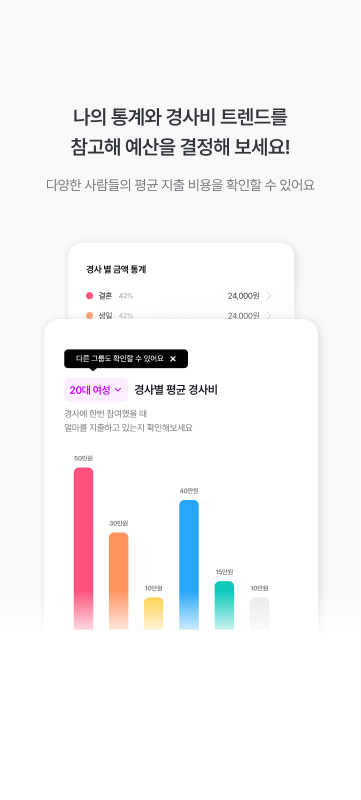 나의 통계와 경사비 트렌드를
참고해 예산을 결정해 보세요!
다양한 사람들의 평균 지출 비용을 확인할 수 있어요
경사 별 금액 통계
결혼 42% 24,000원
생일 42% 24,000원
다른 그룹도 확인할 수 있어요
20대 여성 경사별 평균 경사비
경사에 한번 참여했을 때
얼마를 지출하고 있는지 확인해보세요
50만원
40만원
30만원
15만원
10만원 10만원